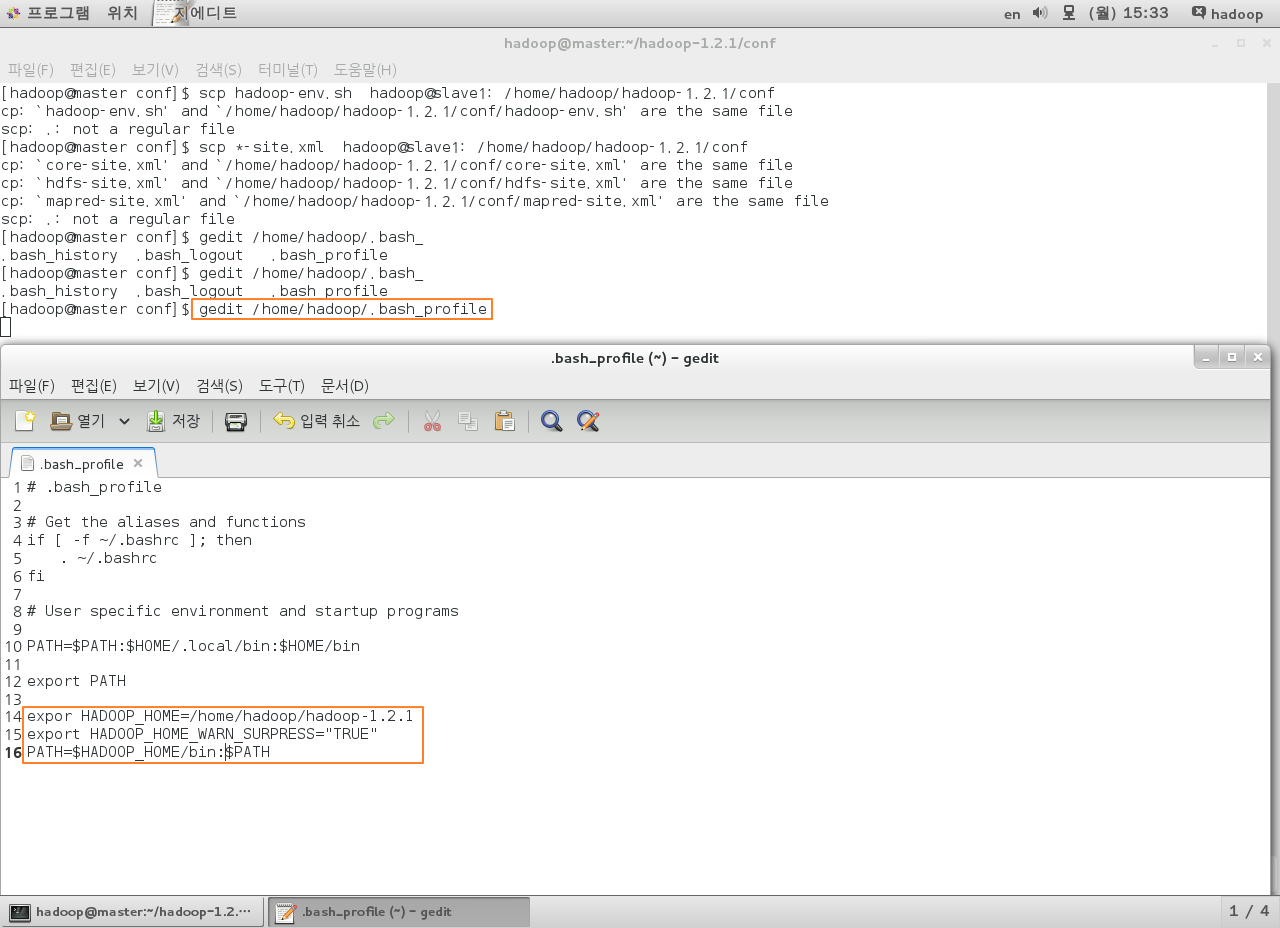 프로그램 위치 지에디트 en (월) 15:33 hadoop
hadoop@master:~/hadoop-1.2.1/conf
파일(F) 편집(E) 보기(V) 검색(S) 터미널(T) 도움말(H)
[hadoop@master conf]$ scp hadoop-env.sh  hadoop@slave1: /home/hadoop/hadoop-1.2.1/conf
cp: `hadoop-env.sh' and `/home/hadoop/hadoop-1.2.1/conf/hadoop-env.sh' are the same file
scp: .: not a regular file
[hadoop@master conf]$ scp *-site.xml  hadoop@slave1: /home/hadoop/hadoop-1.2.1/conf
cp: `core-site.xml' and `/home/hadoop/hadoop-1.2.1/conf/core-site.xml' are the same file
cp: `hdfs-site.xml' and `/home/hadoop/hadoop-1.2.1/conf/hdfs-site.xml' are the same file
cp: `mapred-site.xml' and `/home/hadoop/hadoop-1.2.1/conf/mapred-site.xml' are the same file
scp: .: not a regular file
[hadoop@master conf]$ gedit /home/hadoop/.bash_
.bash_history  .bash_logout   .bash_profile
[hadoop@master conf]$ gedit /home/hadoop/.bash_
.bash_history  .bash_logout   .bash_profile
[hadoop@master conf]$ gedit /home/hadoop/.bash_profile
.bash_profile (~) - gedit
파일(F) 편집(E) 보기(V) 검색(S) 도구(T) 문서(D)
열기 저장 입력 취소
.bash_profile
1 # .bash_profile
2
3 # Get the aliases and functions
4 if [ -f ~/.bashrc ]; then
5     . ~/.bashrc
6 fi
7
8 # User specific environment and startup programs
9
10 PATH=$PATH:$HOME/.local/bin:$HOME/bin
11
12 export PATH
13
14 expor HADOOP_HOME=/home/hadoop/hadoop-1.2.1
15 export HADOOP_HOME_WARN_SURPRESS="TRUE"
16 PATH=$HADOOP_HOME/bin:$PATH
hadoop@master:~/hadoop-1.2.… .bash_profile (~) - gedit 1 / 4